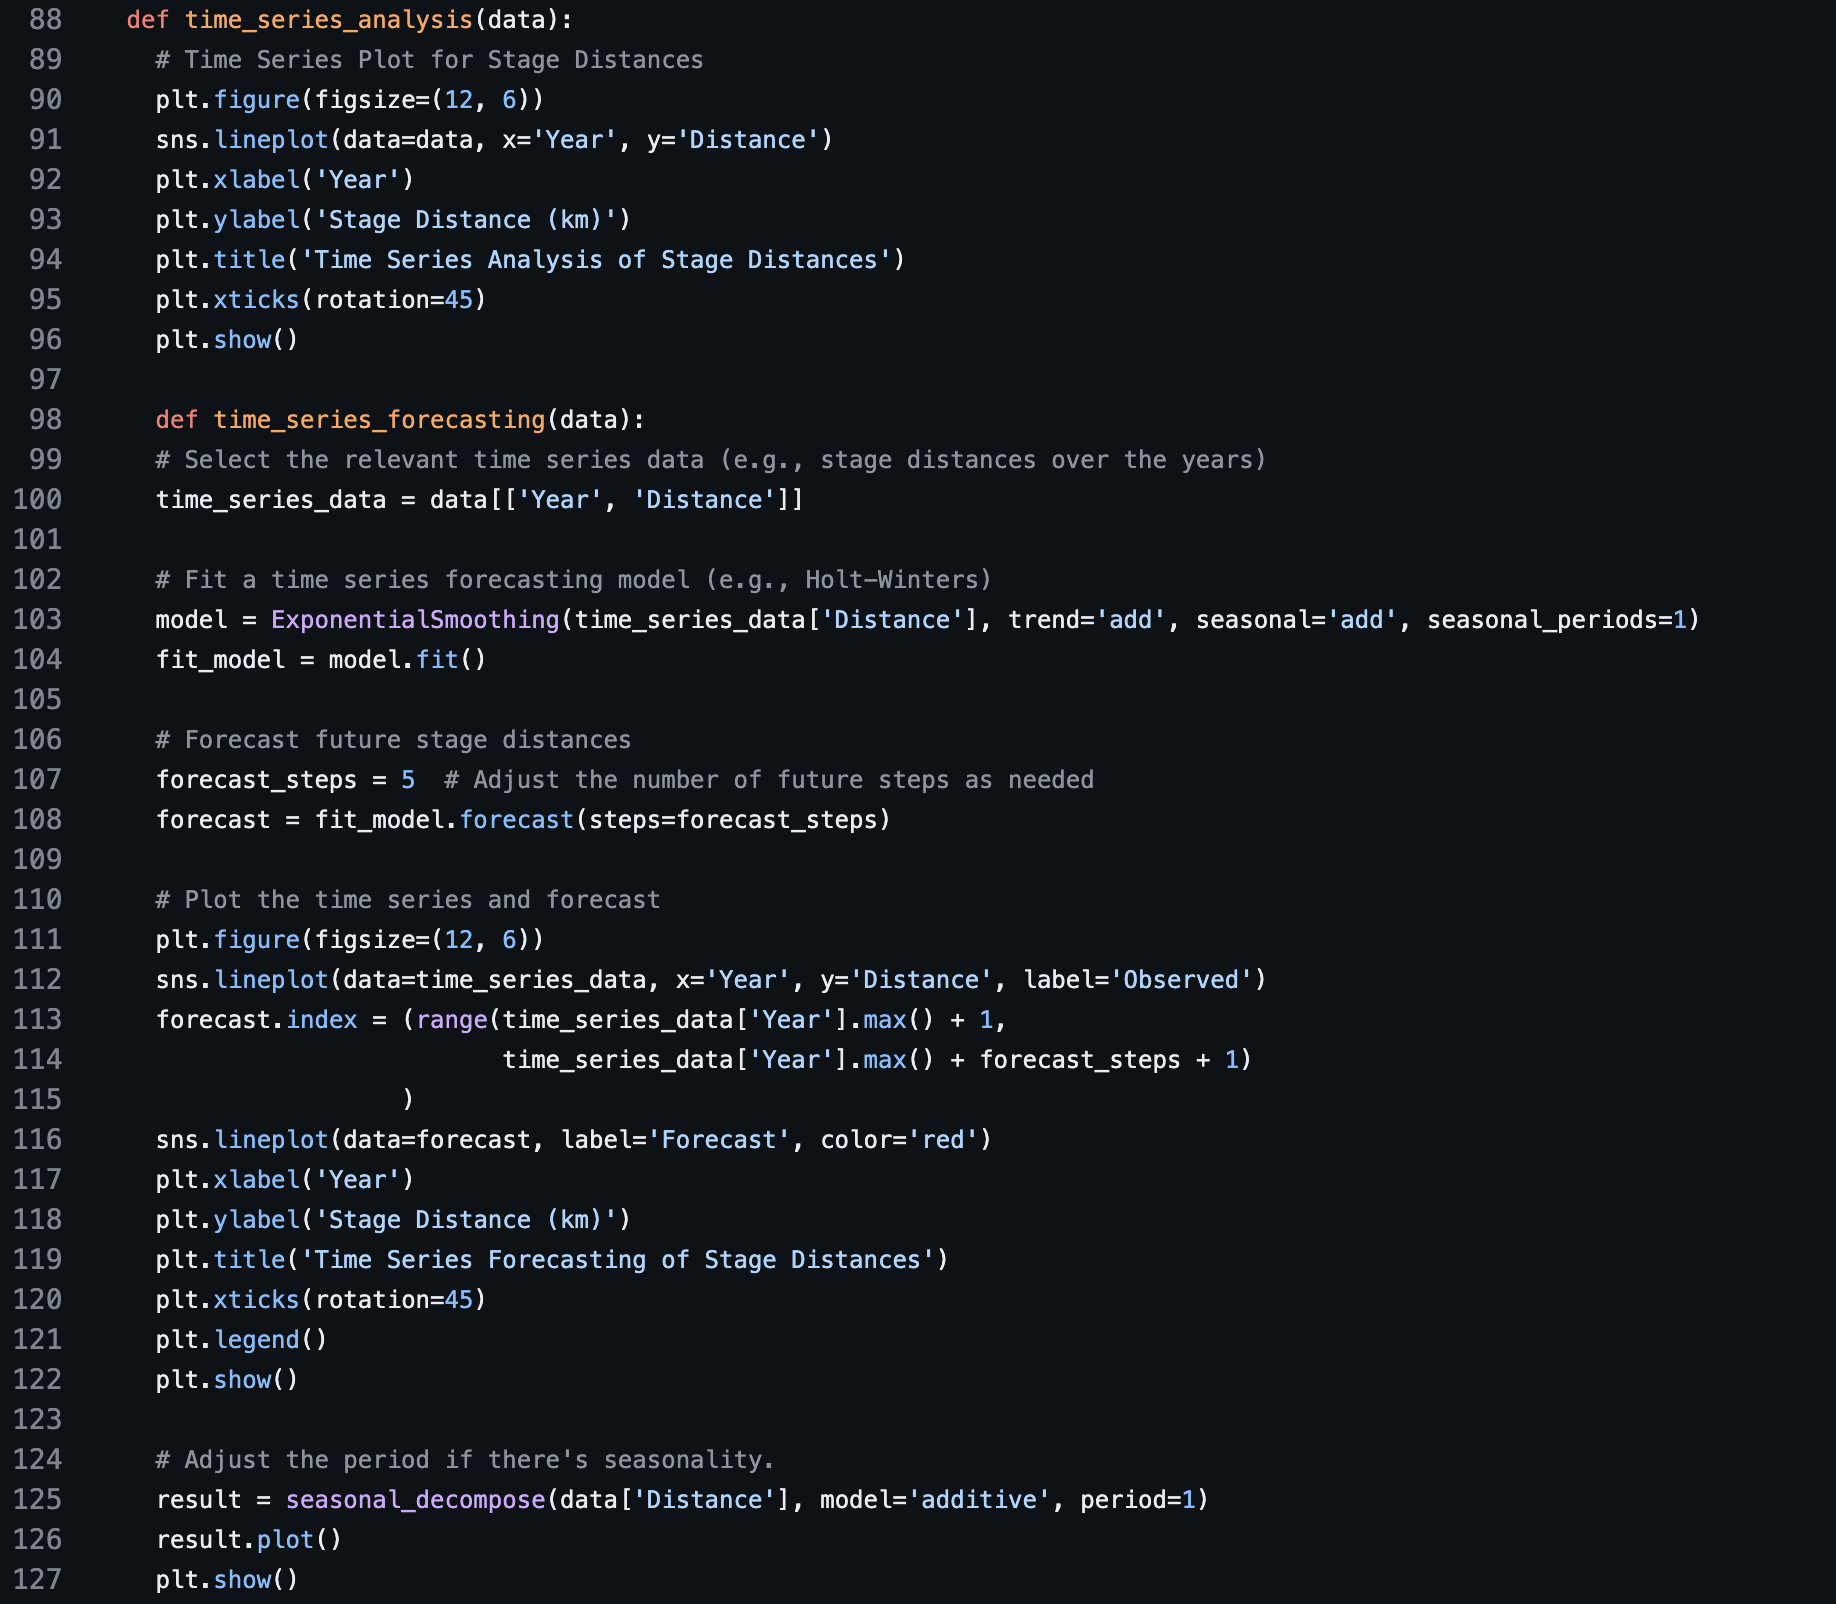 88 def time_series_analysis(data):
89 # Time Series Plot for Stage Distances
90 plt.figure(figsize=(12, 6))
91 sns.lineplot(data=data, x='Year', y='Distance')
92 plt.xlabel('Year')
93 plt.ylabel('Stage Distance (km)')
94 plt.title('Time Series Analysis of Stage Distances')
95 plt.xticks(rotation=45)
96 plt.show()
97
98 def time_series_forecasting(data):
99 # Select the relevant time series data (e.g., stage distances over the years)
100 time_series_data = data[['Year', 'Distance']]
101
102 # Fit a time series forecasting model (e.g., Holt-Winters)
103 model = ExponentialSmoothing(time_series_data['Distance'], trend='add', seasonal='add', seasonal_periods=1)
104 fit_model = model.fit()
105
106 # Forecast future stage distances
107 forecast_steps = 5  # Adjust the number of future steps as needed
108 forecast = fit_model.forecast(steps=forecast_steps)
109
110 # Plot the time series and forecast
111 plt.figure(figsize=(12, 6))
112 sns.lineplot(data=time_series_data, x='Year', y='Distance', label='Observed')
113 forecast.index = (range(time_series_data['Year'].max() + 1,
114 time_series_data['Year'].max() + forecast_steps + 1)
115 )
116 sns.lineplot(data=forecast, label='Forecast', color='red')
117 plt.xlabel('Year')
118 plt.ylabel('Stage Distance (km)')
119 plt.title('Time Series Forecasting of Stage Distances')
120 plt.xticks(rotation=45)
121 plt.legend()
122 plt.show()
123
124 # Adjust the period if there's seasonality.
125 result = seasonal_decompose(data['Distance'], model='additive', period=1)
126 result.plot()
127 plt.show()